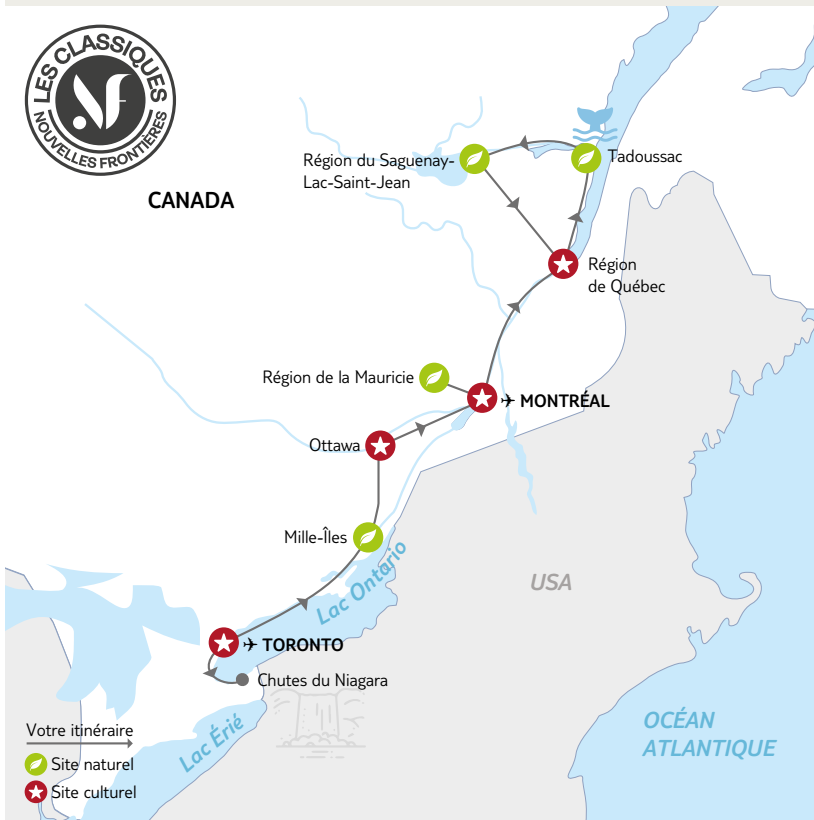 LES CLASSIQUES
NF
NOUVELLES FRONTIÈRES
CANADA
Région du Saguenay-
Lac-Saint-Jean
Tadoussac
Région
de Québec
Région de la Mauricie
MONTRÉAL
Ottawa
Mille-Îles
Lac Ontario
USA
TORONTO
Chutes du Niagara
Lac Érié
OCÉAN
ATLANTIQUE
Votre itinéraire
Site naturel
Site culturel